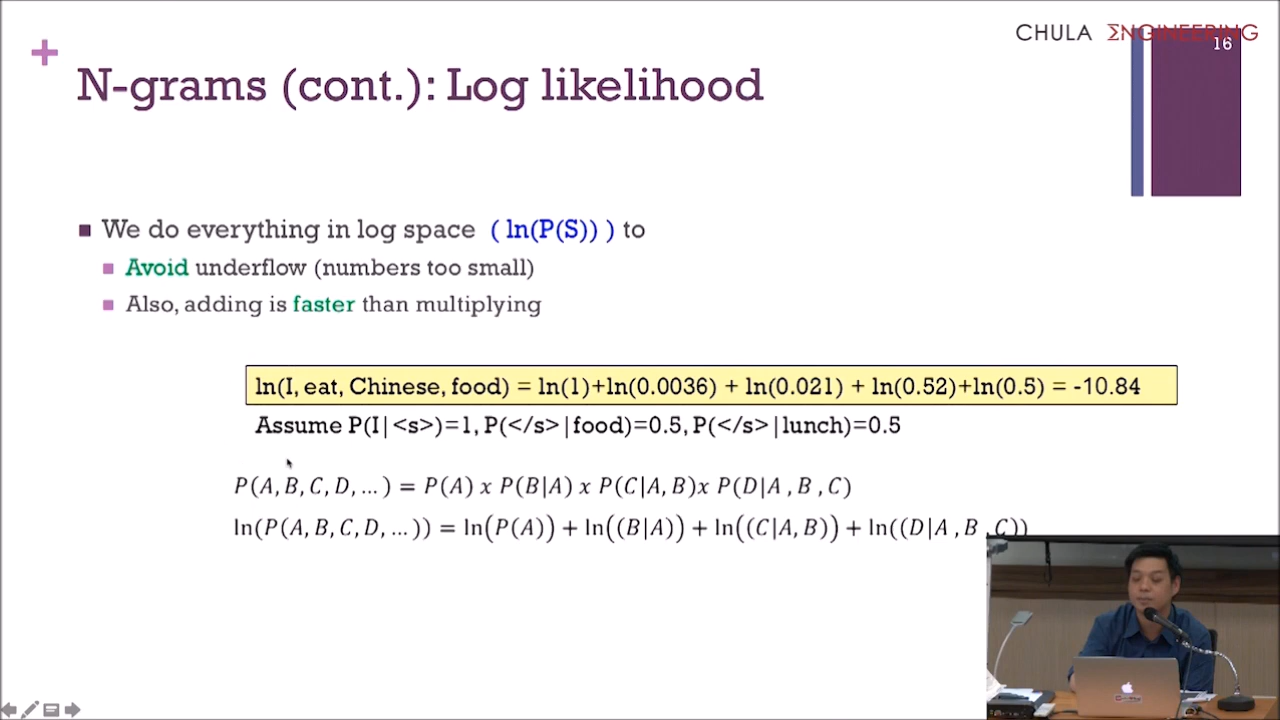 CHULA ΣNGINEERING
16
N-grams (cont.): Log likelihood
We do everything in log space ( ln(P(S)) ) to
Avoid underflow (numbers too small)
Also, adding is faster than multiplying
ln(I, eat, Chinese, food) = ln(1)+ln(0.0036) + ln(0.021) + ln(0.52)+ln(0.5) = -10.84
Assume P(I|<s>)=1, P(</s>|food)=0.5, P(</s>|lunch)=0.5
P(A, B, C, D, … ) = P(A) x P(B|A) x P(C|A, B)x P(D|A , B , C)
ln(P(A, B, C, D, … )) = ln(P(A)) + ln((B|A)) + ln((C|A, B)) + ln((D|A , B , C))